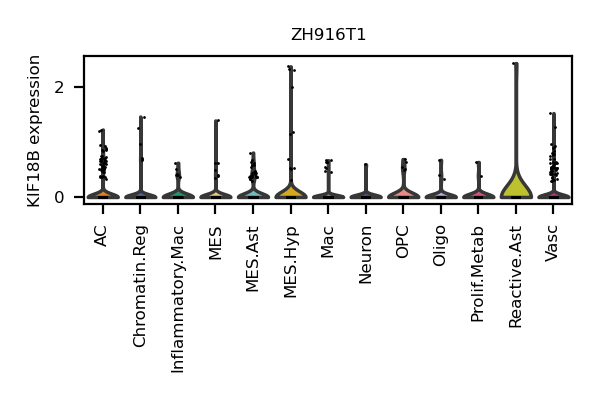 ZH916T1
KIF18B expression
2
0
AC
Chromatin.Reg
Inflammatory.Mac
MES
MES.Ast
MES.Hyp
Mac
Neuron
OPC
Oligo
Prolif.Metab
Reactive.Ast
Vasc